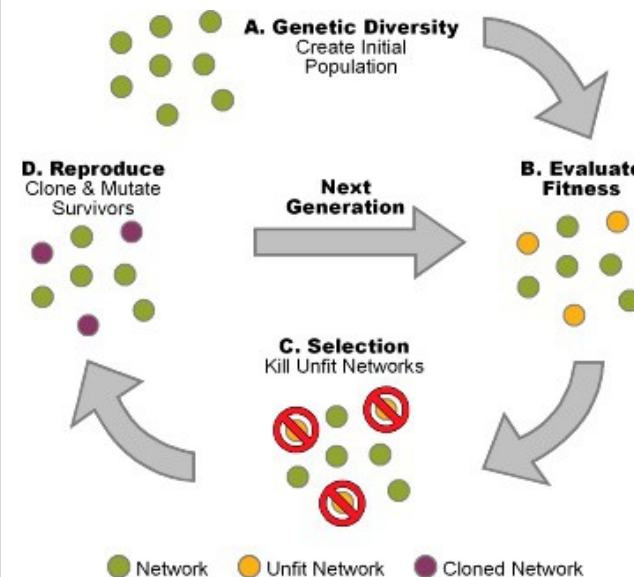 A. Genetic Diversity
Create Initial
Population
D. Reproduce
Clone & Mutate
Survivors
Next
Generation
B. Evaluate
Fitness
C. Selection
Kill Unfit Networks
Network
Unfit Network
Cloned Network